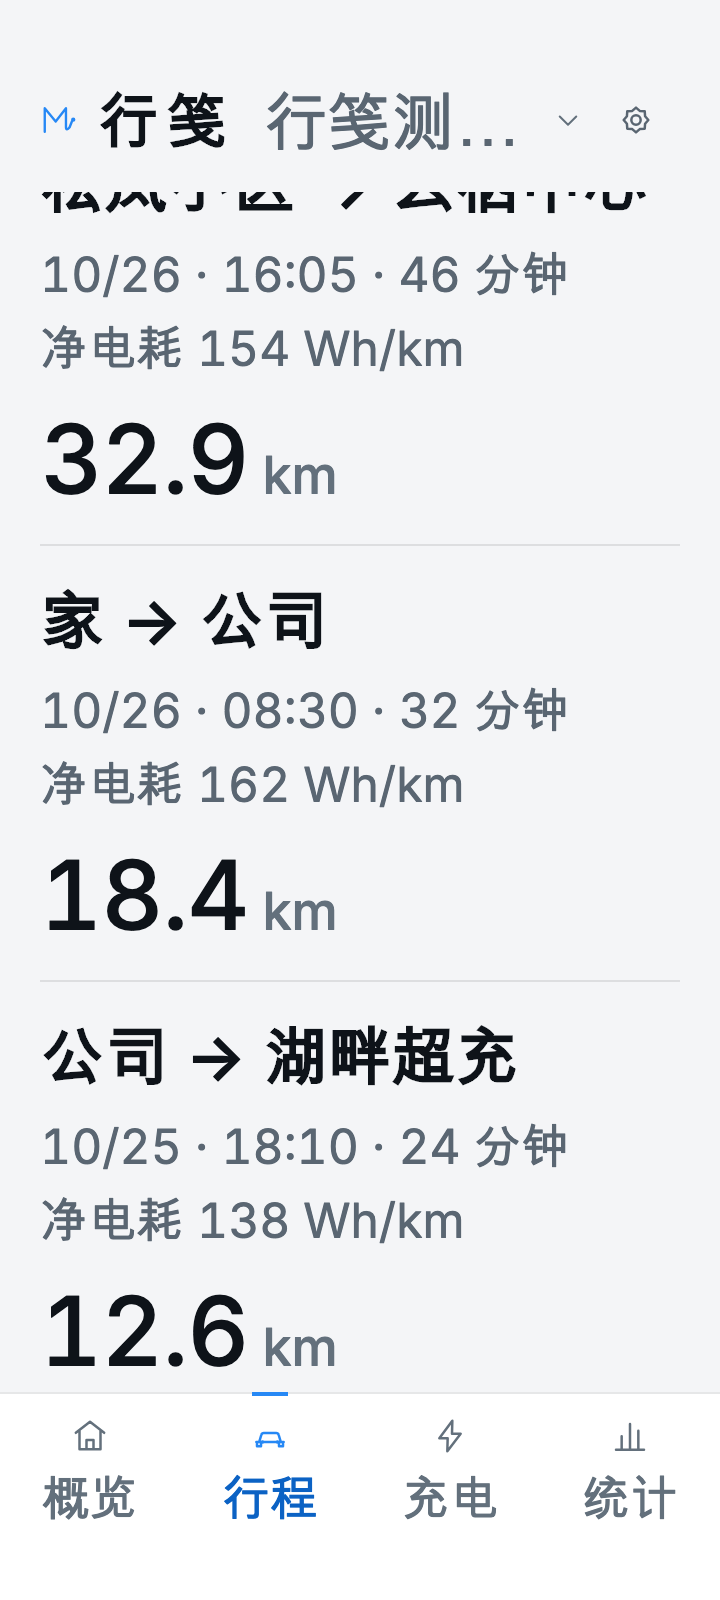 行笺 行笺测…
10/26 · 16:05 · 46 分钟
净电耗 154 Wh/km
32.9 km
家 → 公司
10/26 · 08:30 · 32 分钟
净电耗 162 Wh/km
18.4 km
公司 → 湖畔超充
10/25 · 18:10 · 24 分钟
净电耗 138 Wh/km
12.6 km
概览 行程 充电 统计